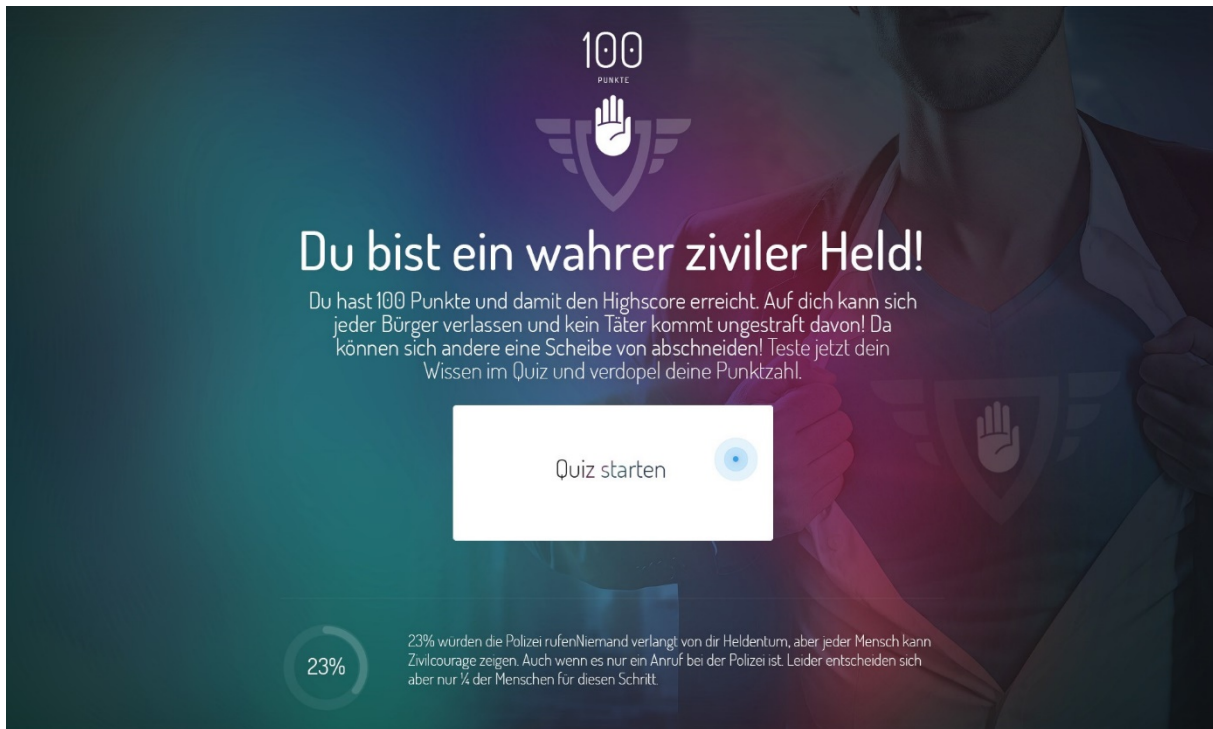 100
PUNKTE
Du bist ein wahrer ziviler Held!
Du hast 100 Punkte und damit den Highscore erreicht. Auf dich kann sich
jeder Bürger verlassen und kein Täter kommt ungestraft davon! Da
können sich andere eine Scheibe von abschneiden! Teste jetzt dein
Wissen im Quiz und verdopel deine Punktzahl.
Quiz starten
23%
23% würden die Polizei rufenNiemand verlangt von dir Heldentum, aber jeder Mensch kann
Zivilcourage zeigen. Auch wenn es nur ein Anruf bei der Polizei ist. Leider entscheiden sich
aber nur ¼ der Menschen für diesen Schritt.